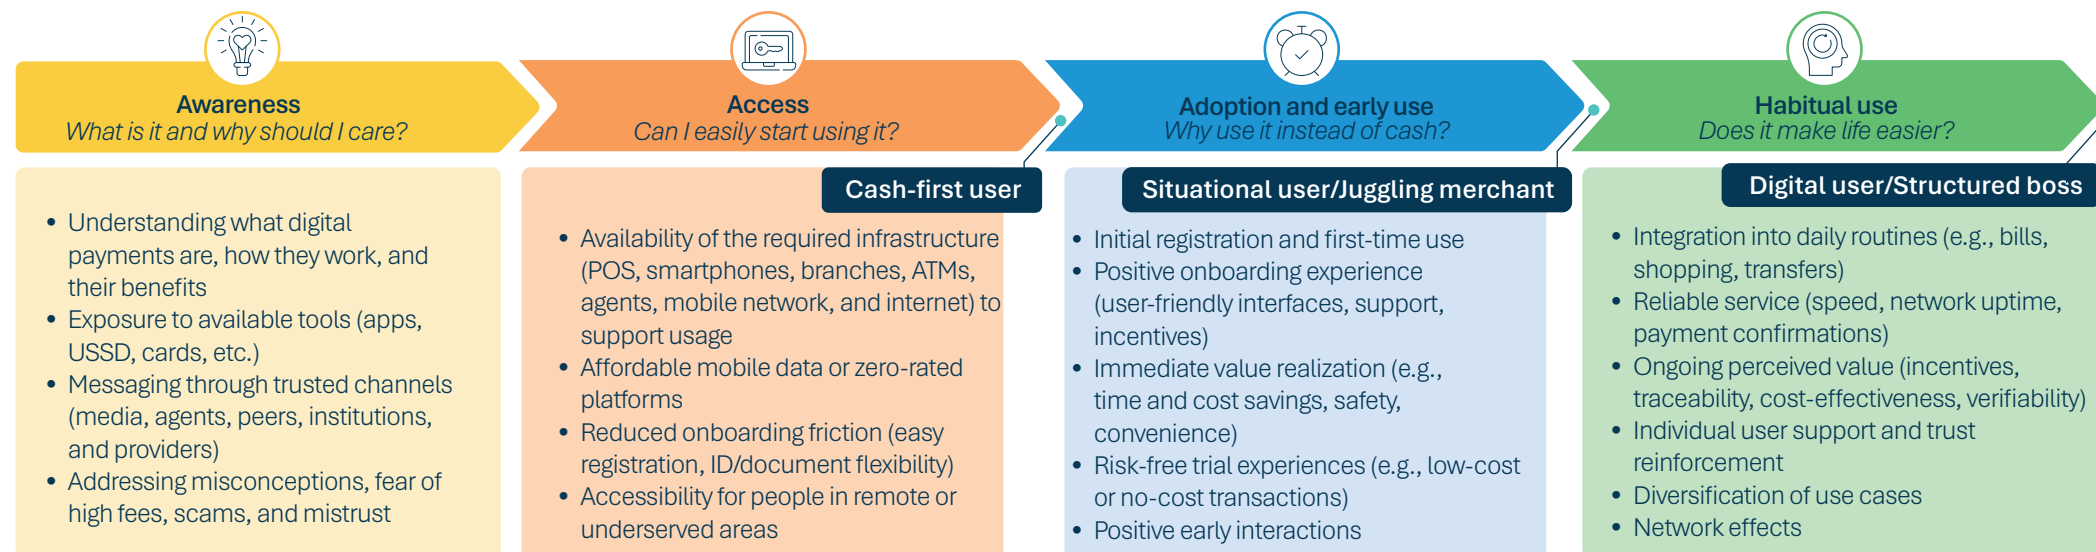 Awareness
What is it and why should I care?
• Understanding what digital
payments are, how they work, and
their benefits
• Exposure to available tools (apps,
USSD, cards, etc.)
• Messaging through trusted channels
(media, agents, peers, institutions,
and providers)
• Addressing misconceptions, fear of
high fees, scams, and mistrust
Access
Can I easily start using it?
Cash-first user
• Availability of the required infrastructure
(POS, smartphones, branches, ATMs,
agents, mobile network, and internet) to
support usage
• Affordable mobile data or zero-rated
platforms
• Reduced onboarding friction (easy
registration, ID/document flexibility)
• Accessibility for people in remote or
underserved areas
Adoption and early use
Why use it instead of cash?
Situational user/Juggling merchant
• Initial registration and first-time use
• Positive onboarding experience
(user-friendly interfaces, support,
incentives)
• Immediate value realization (e.g.,
time and cost savings, safety,
convenience)
• Risk-free trial experiences (e.g., low-cost
or no-cost transactions)
• Positive early interactions
Habitual use
Does it make life easier?
Digital user/Structured boss
• Integration into daily routines (e.g., bills,
shopping, transfers)
• Reliable service (speed, network uptime,
payment confirmations)
• Ongoing perceived value (incentives,
traceability, cost-effectiveness, verifiability)
• Individual user support and trust
reinforcement
• Diversification of use cases
• Network effects